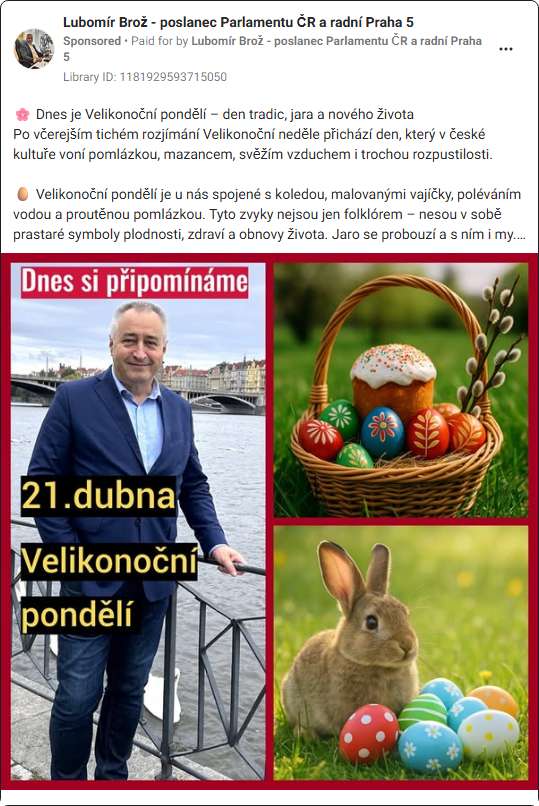 Lubomír Brož - poslanec Parlamentu ČR a radní Praha 5
Sponsored • Paid for by Lubomír Brož - poslanec Parlamentu ČR a radní Praha
5
Library ID: 1181929593715050
🌸 Dnes je Velikonoční pondělí – den tradic, jara a nového života
Po včerejším tichém rozjímání Velikonoční neděle přichází den, který v české
kultuře voní pomlázkou, mazancem, svěžím vzduchem i trochou rozpustilosti.
🥚 Velikonoční pondělí je u nás spojené s koledou, malovanými vajíčky, poléváním
vodou a proutěnou pomlázkou. Tyto zvyky nejsou jen folklórem – nesou v sobě
prastaré symboly plodnosti, zdraví a obnovy života. Jaro se probouzí a s ním i my....
Dnes si připomínáme
21.dubna
Velikonoční
pondělí